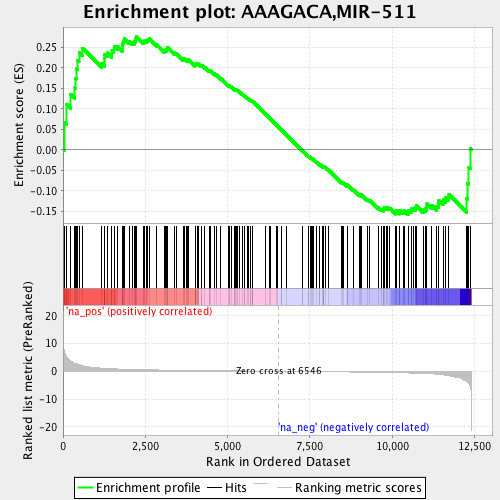 Enrichment plot: AAAGACA,MIR-511
Enrichment score (ES)
0.25
0.20
0.15
0.10
0.05
0.00
-0.05
-0.10
-0.15
'na_pos' (positively correlated)
Ranked list metric (PreRanked)
20
10
0
-10
-20
Zero cross at 6546
'na_neg' (negatively correlated)
0
2,500
5,000
7,500
10,000
12,500
Rank in Ordered Dataset
Enrichment profile
Hits
Ranking metric scores